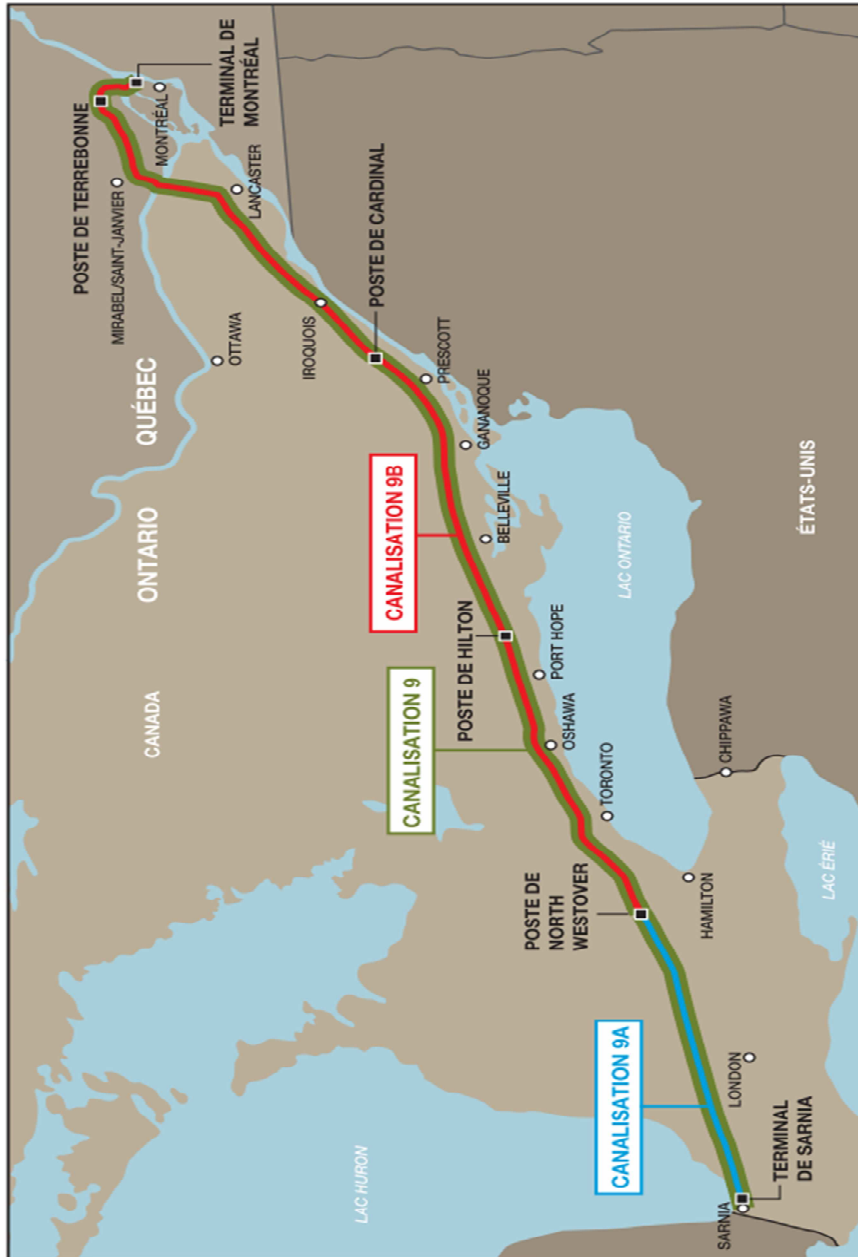 POSTE DE TERREBONNE
MIRABEL/SAINT-JANVIER
MONTRÉAL
TERMINAL DE
MONTRÉAL
LANCASTER
QUÉBEC
OTTAWA
IROQUOIS
POSTE DE CARDINAL
PRESCOTT
GANANOQUE
ONTARIO
CANADA
CANALISATION 9B
BELLEVILLE
POSTE DE HILTON
PORT HOPE
LAC ONTARIO
ÉTATS-UNIS
CANALISATION 9
OSHAWA
TORONTO
CHIPPAWA
POSTE DE
NORTH
WESTOVER
HAMILTON
LAC ÉRIÉ
CANALISATION 9A
LONDON
LAC HURON
SARNIA
TERMINAL
DE SARNIA